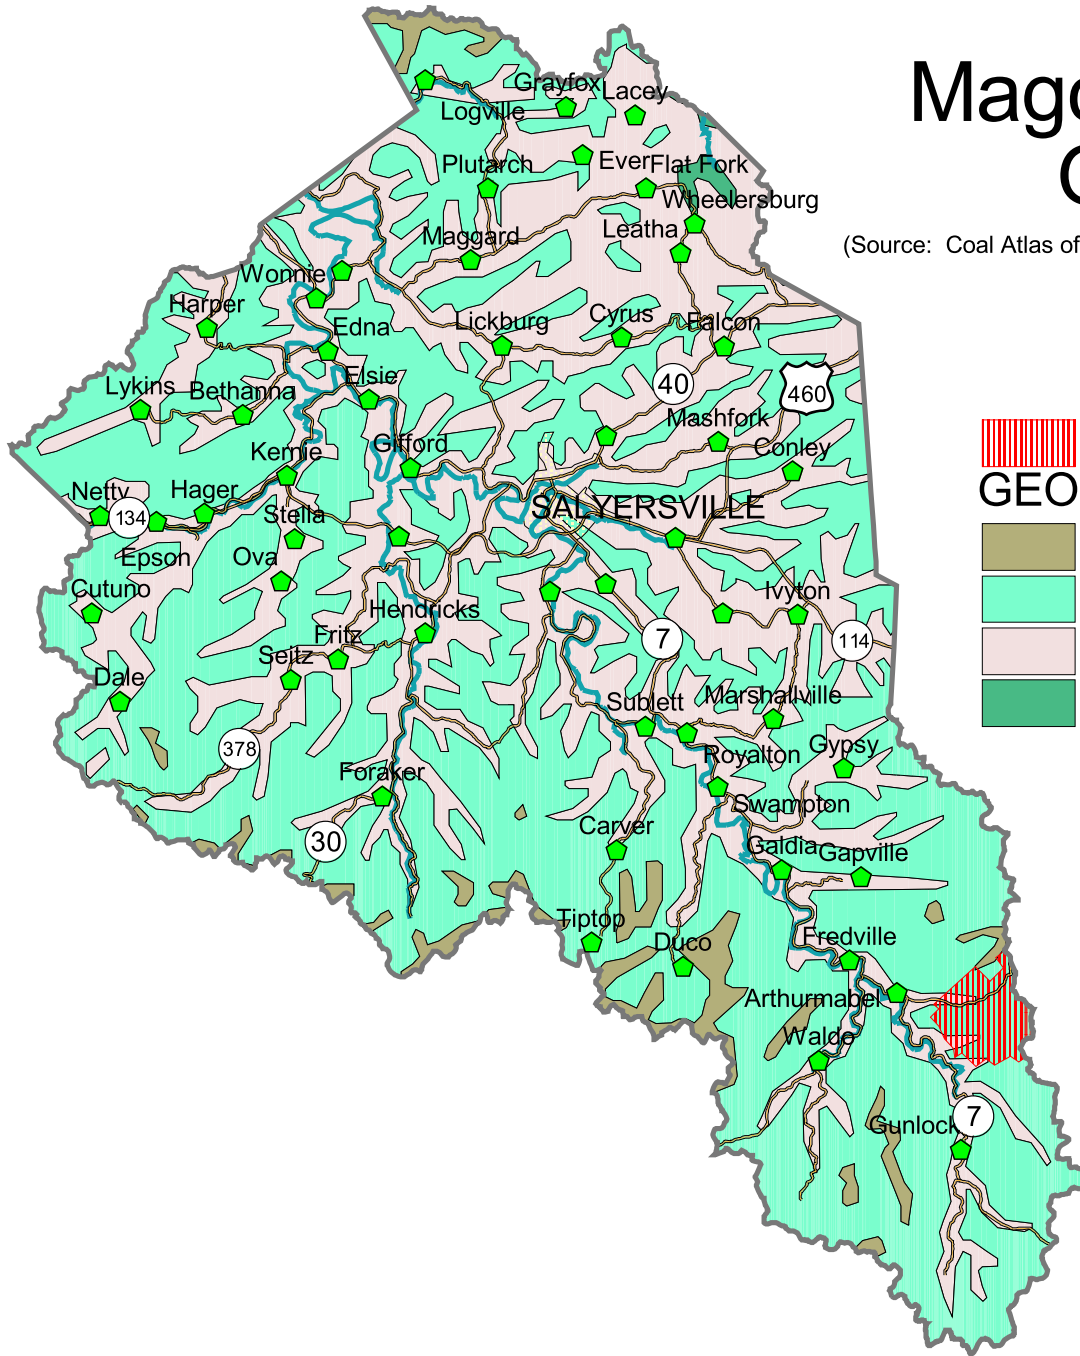 Mago
(Source: Coal Atlas of
Grayfox
Lacey
Logville
Plutarch
Ever
Flat Fork
Wheelersburg
Leatha
Maggard
Wonnie
Harper
Edna
Lickburg
Cyrus
Falcon
Lykins
Bethanna
Elsie
40
460
Mashfork
Gifford
Conley
Kernie
GEO
Netty
134
Hager
SALYERSVILLE
Stella
Epson
Ova
Cutuno
Ivyton
Hendricks
Fritz
7
114
Seitz
Dale
Sublett
Marshallville
378
Royalton
Gypsy
Foraker
Swampton
30
Carver
Galdia
Gapville
Tiptop
Duco
Fredville
Arthurmabel
Waldo
Gunlock
7